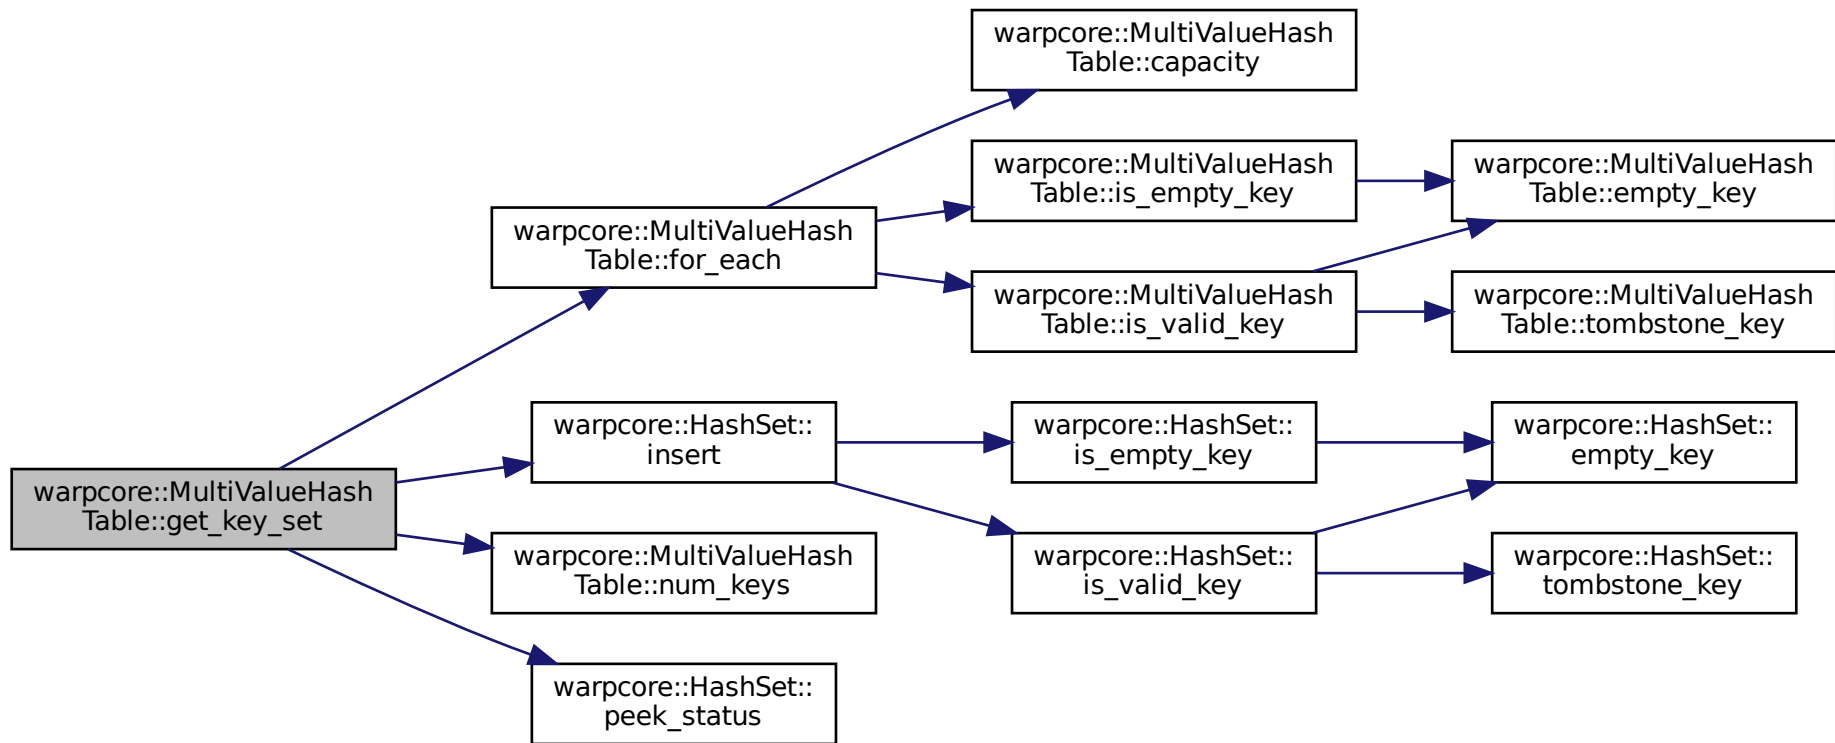 warpcore::MultiValueHash
Table::capacity
warpcore::MultiValueHash
Table::is_empty_key
warpcore::MultiValueHash
Table::empty_key
warpcore::MultiValueHash
Table::for_each
warpcore::MultiValueHash
Table::is_valid_key
warpcore::MultiValueHash
Table::tombstone_key
warpcore::HashSet::
insert
warpcore::HashSet::
is_empty_key
warpcore::HashSet::
empty_key
warpcore::MultiValueHash
Table::get_key_set
warpcore::MultiValueHash
Table::num_keys
warpcore::HashSet::
is_valid_key
warpcore::HashSet::
tombstone_key
warpcore::HashSet::
peek_status